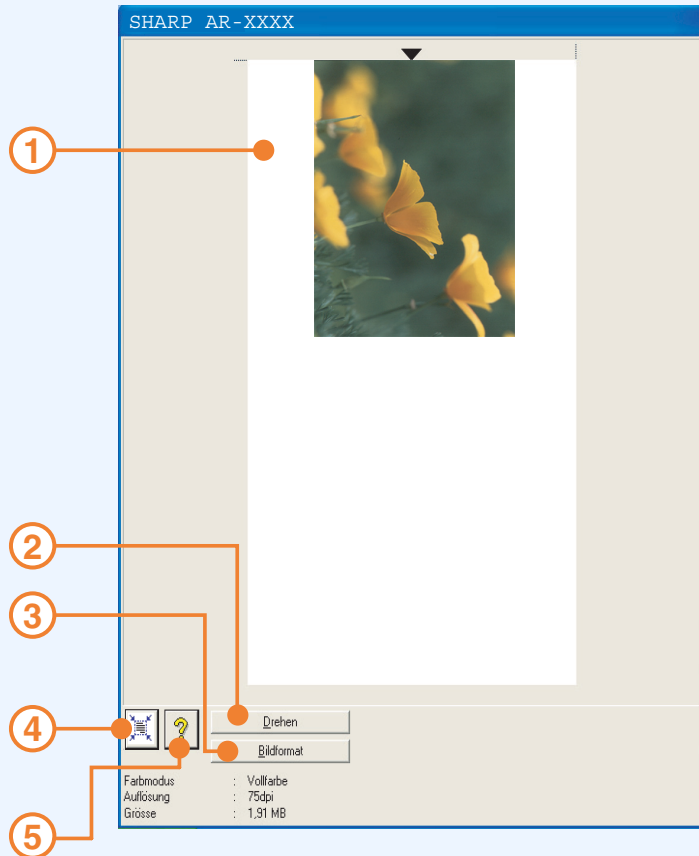 SHARP AR-XXXX
1
2
3
4
5
Drehen
Bildformat
Farbmodus : Vollfarbe
Auflösung : 75dpi
Grösse : 1,91 MB